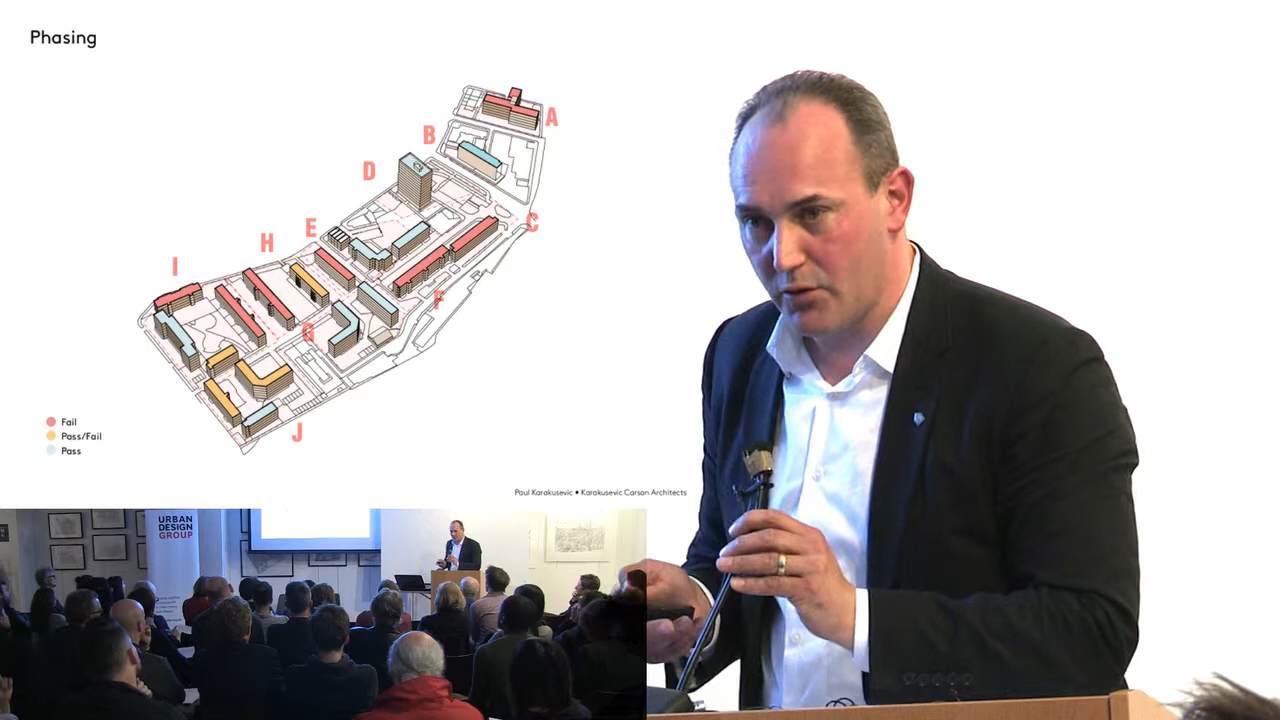 Phasing
A
B
D
C
E
H
I
F
G
J
Fail
Pass/Fail
Pass
Paul Karakusevic • Karakusevic Carson Architects
URBAN
DESIGN
GROUP